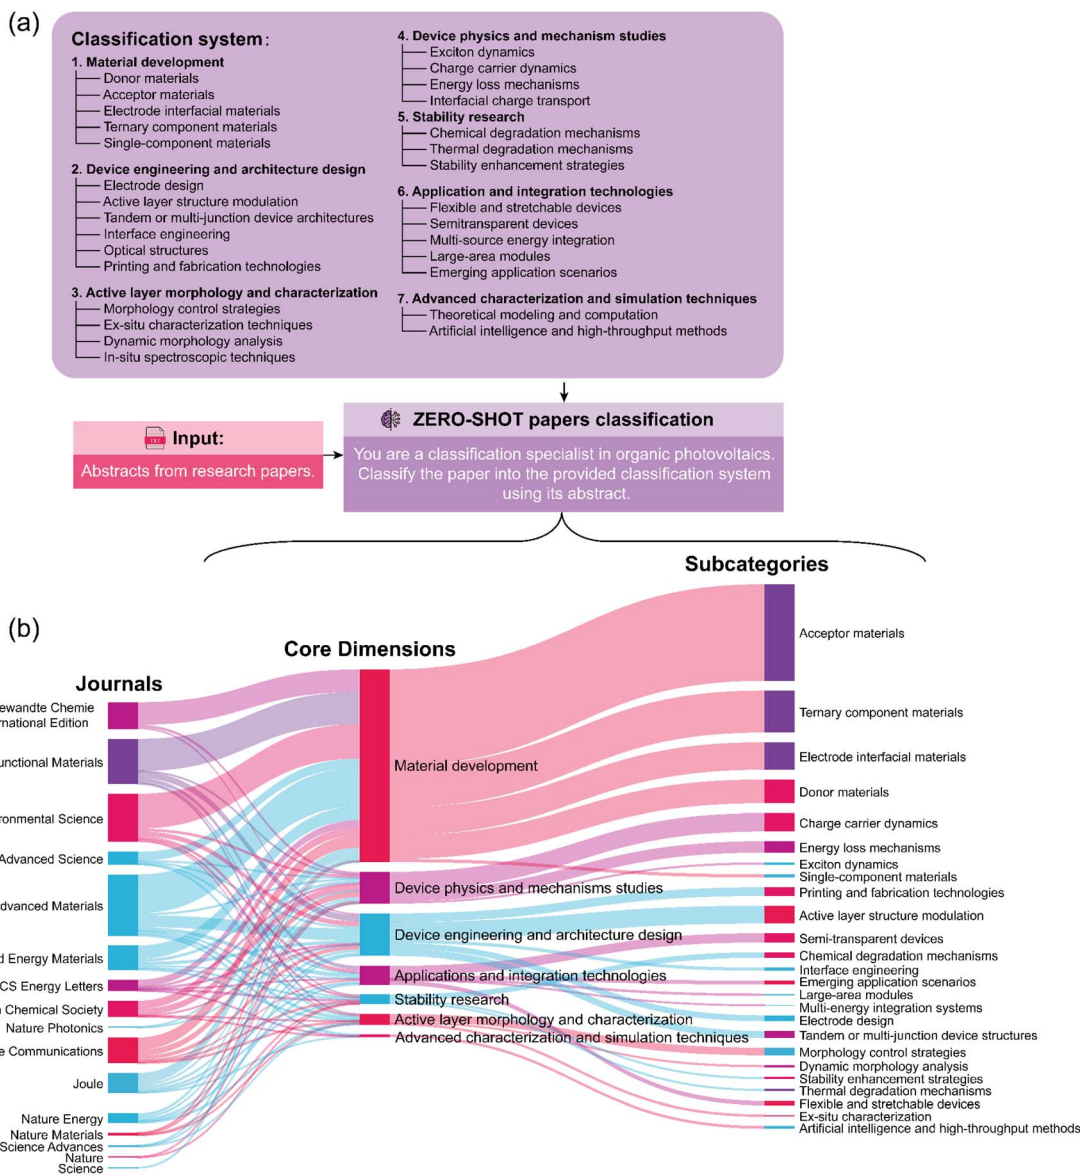 (a)
Classification system:
1. Material development
Donor materials
Acceptor materials
Electrode interfacial materials
Ternary component materials
Single-component materials
2. Device engineering and architecture design
Electrode design
Active layer structure modulation
Tandem or multi-junction device architectures
Interface engineering
Optical structures
Printing and fabrication technologies
3. Active layer morphology and characterization
Morphology control strategies
Ex-situ characterization techniques
Dynamic morphology analysis
In-situ spectroscopic techniques
4. Device physics and mechanism studies
Exciton dynamics
Charge carrier dynamics
Energy loss mechanisms
Interfacial charge transport
5. Stability research
Chemical degradation mechanisms
Thermal degradation mechanisms
Stability enhancement strategies
6. Application and integration technologies
Flexible and stretchable devices
Semitransparent devices
Multi-source energy integration
Large-area modules
Emerging application scenarios
7. Advanced characterization and simulation techniques
Theoretical modeling and computation
Artificial intelligence and high-throughput methods
Input:
Abstracts from research papers.
ZERO-SHOT papers classification
You are a classification specialist in organic photovoltaics.
Classify the paper into the provided classification system
using its abstract.
(b)
Journals
ewandte Chemie
rnational Edition
unctional Materials
ronmental Science
Advanced Science
dvanced Materials
d Energy Materials
CS Energy Letters
n Chemical Society
Nature Photonics
e Communications
Joule
Nature Energy
Nature Materials
Science Advances
Nature
Science
Core Dimensions
Material development
Device physics and mechanisms studies
Device engineering and architecture design
Applications and integration technologies
Stability research
Active layer morphology and characterization
Advanced characterization and simulation techniques
Subcategories
Acceptor materials
Ternary component materials
Electrode interfacial materials
Donor materials
Charge carrier dynamics
Energy loss mechanisms
Exciton dynamics
Single-component materials
Printing and fabrication technologies
Active layer structure modulation
Semi-transparent devices
Chemical degradation mechanisms
Interface engineering
Emerging application scenarios
Large-area modules
Multi-energy integration systems
Electrode design
Tandem or multi-junction device structures
Morphology control strategies
Dynamic morphology analysis
Stability enhancement strategies
Thermal degradation mechanisms
Flexible and stretchable devices
Ex-situ characterization
Artificial intelligence and high-throughput methods